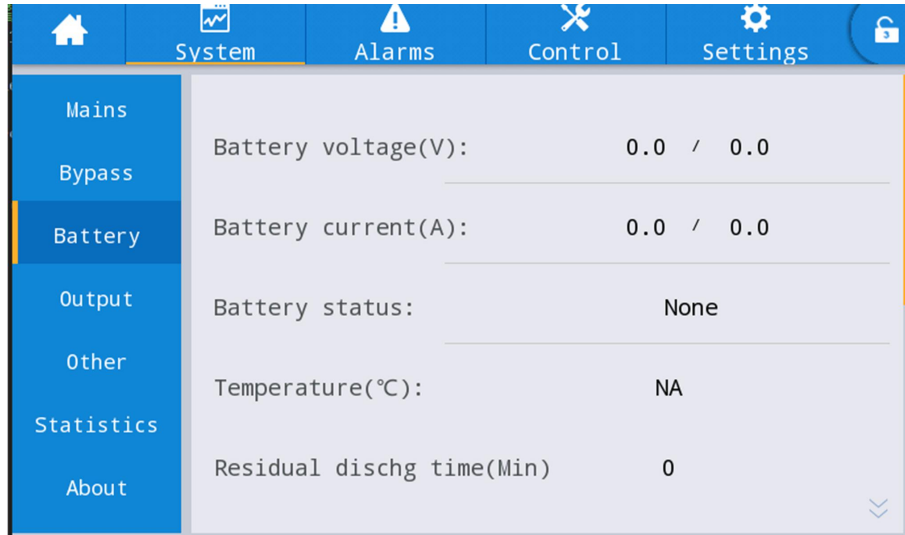 System
Alarms
Control
Settings
3
Mains
Bypass
Battery
Output
Other
Statistics
About
Battery voltage(V): 0.0 / 0.0
Battery current(A): 0.0 / 0.0
Battery status: None
Temperature(℃): NA
Residual dischg time(Min) 0